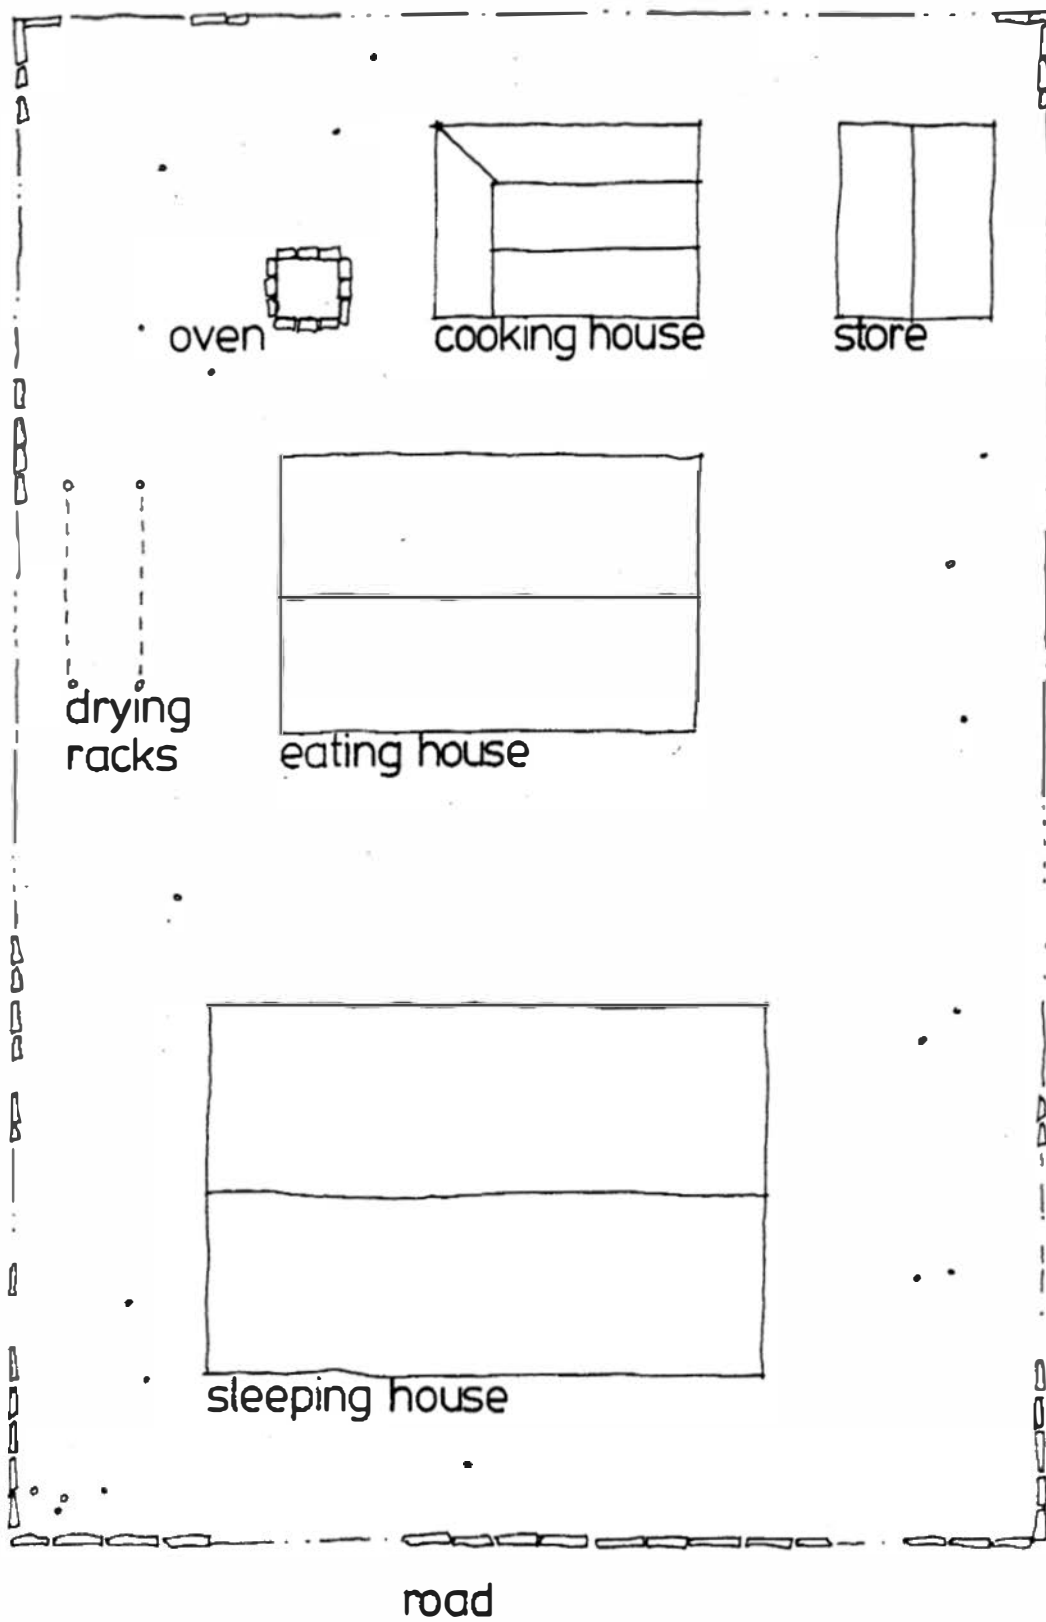 oven
cooking house
store
drying
racks
eating house
sleeping house
road